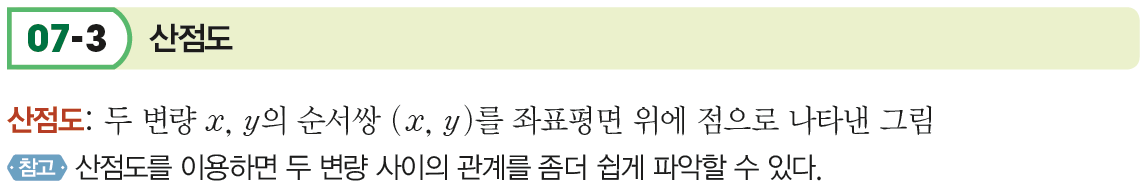 07-3 산점도
산점도: 두 변량 x, y의 순서쌍 (x, y)를 좌표평면 위에 점으로 나타낸 그림
참고 산점도를 이용하면 두 변량 사이의 관계를 좀더 쉽게 파악할 수 있다.